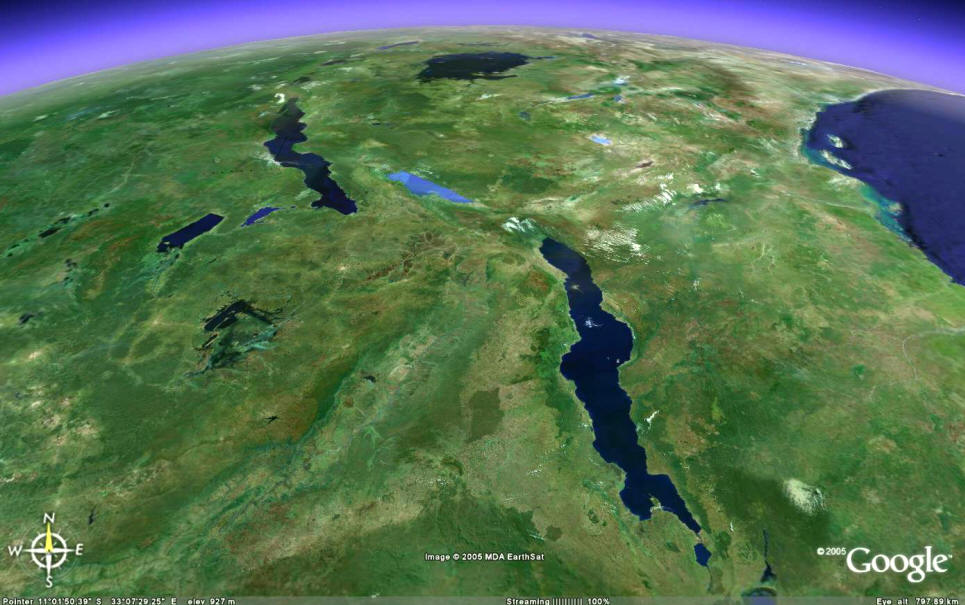 N
W E
S
Image © 2005 MDA EarthSat
© 2005 Google™
Pointer 11°01'50.39" S 33°07'29.25" E elev 927 m Streaming |||||||||| 100% Eye alt 797.89 km